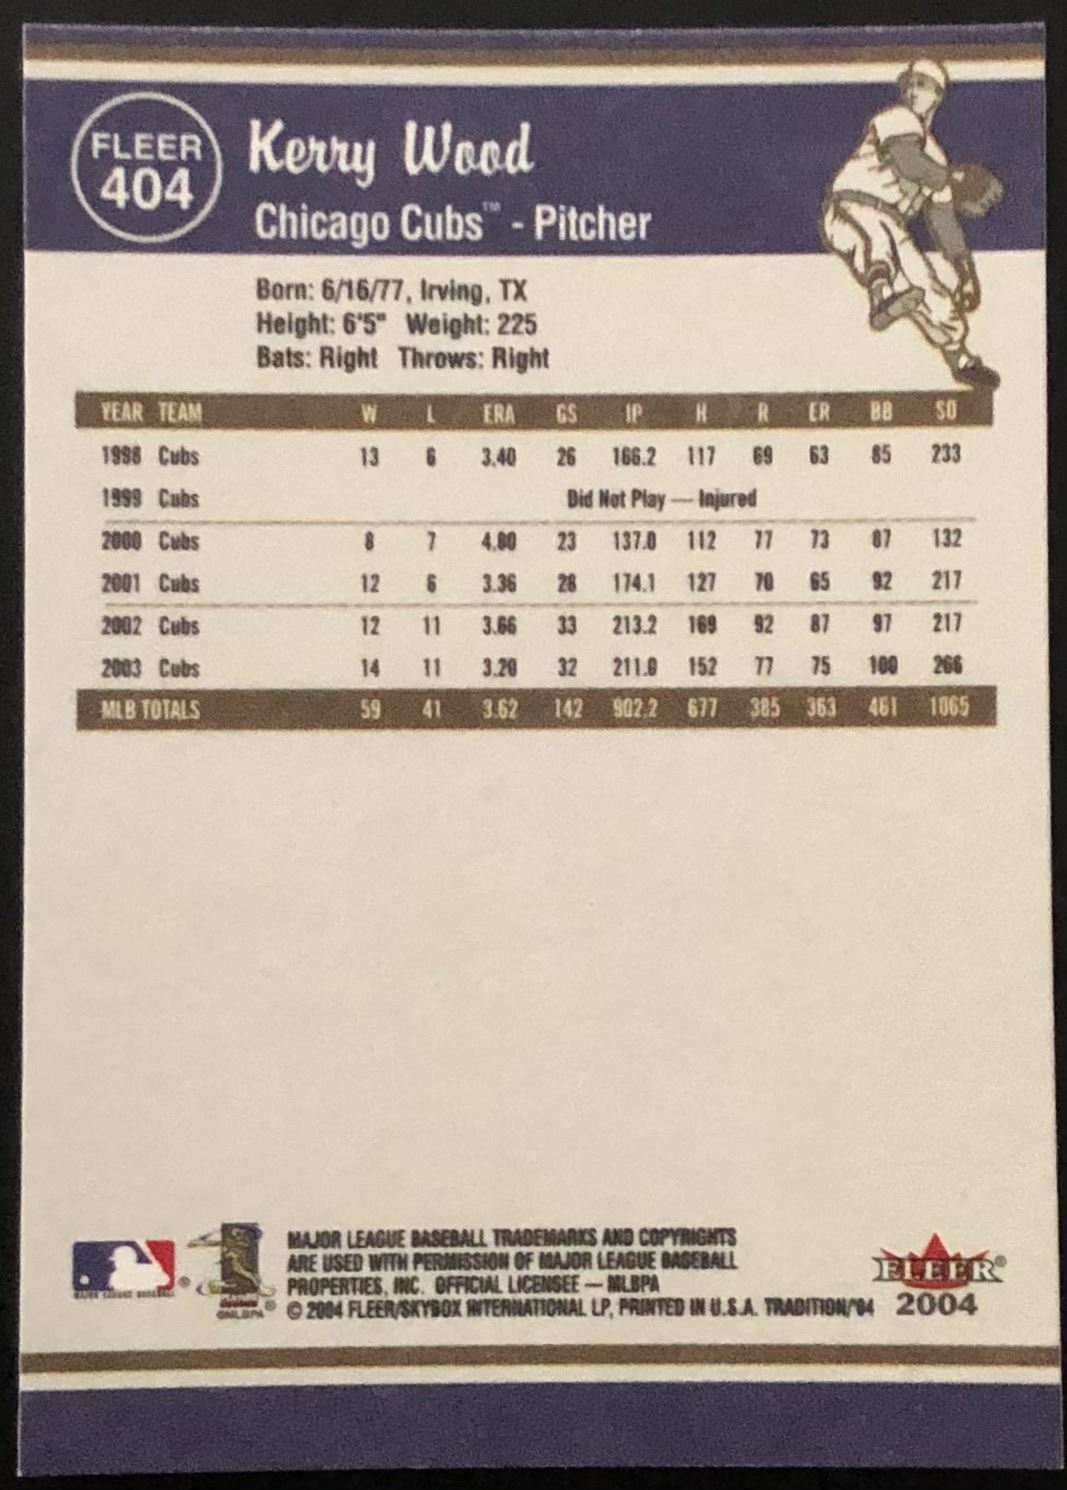 FLEER
404
Kerry Wood
Chicago Cubs™ - Pitcher
Born: 6/16/77, Irving, TX
Height: 6'5" Weight: 225
Bats: Right Throws: Right
YEAR TEAM W L ERA GS IP H R ER BB SO
1998 Cubs 13 6 3.40 26 166.2 117 69 63 85 233
1999 Cubs Did Not Play — Injured
2000 Cubs 8 7 4.80 23 137.0 112 77 73 87 132
2001 Cubs 12 6 3.36 28 174.1 127 70 65 92 217
2002 Cubs 12 11 3.66 33 213.2 169 92 87 97 217
2003 Cubs 14 11 3.20 32 211.0 152 77 75 100 266
MLB TOTALS 59 41 3.62 142 902.2 677 385 363 461 1065
MAJOR LEAGUE BASEBALL TRADEMARKS AND COPYRIGHTS
ARE USED WITH PERMISSION OF MAJOR LEAGUE BASEBALL
PROPERTIES, INC. OFFICIAL LICENSEE — MLBPA
© 2004 FLEER/SKYBOX INTERNATIONAL LP, PRINTED IN U.S.A. TRADITION/'04
MAJOR LEAGUE BASEBALL
®
©MLBPA
®
FLEER®
2004